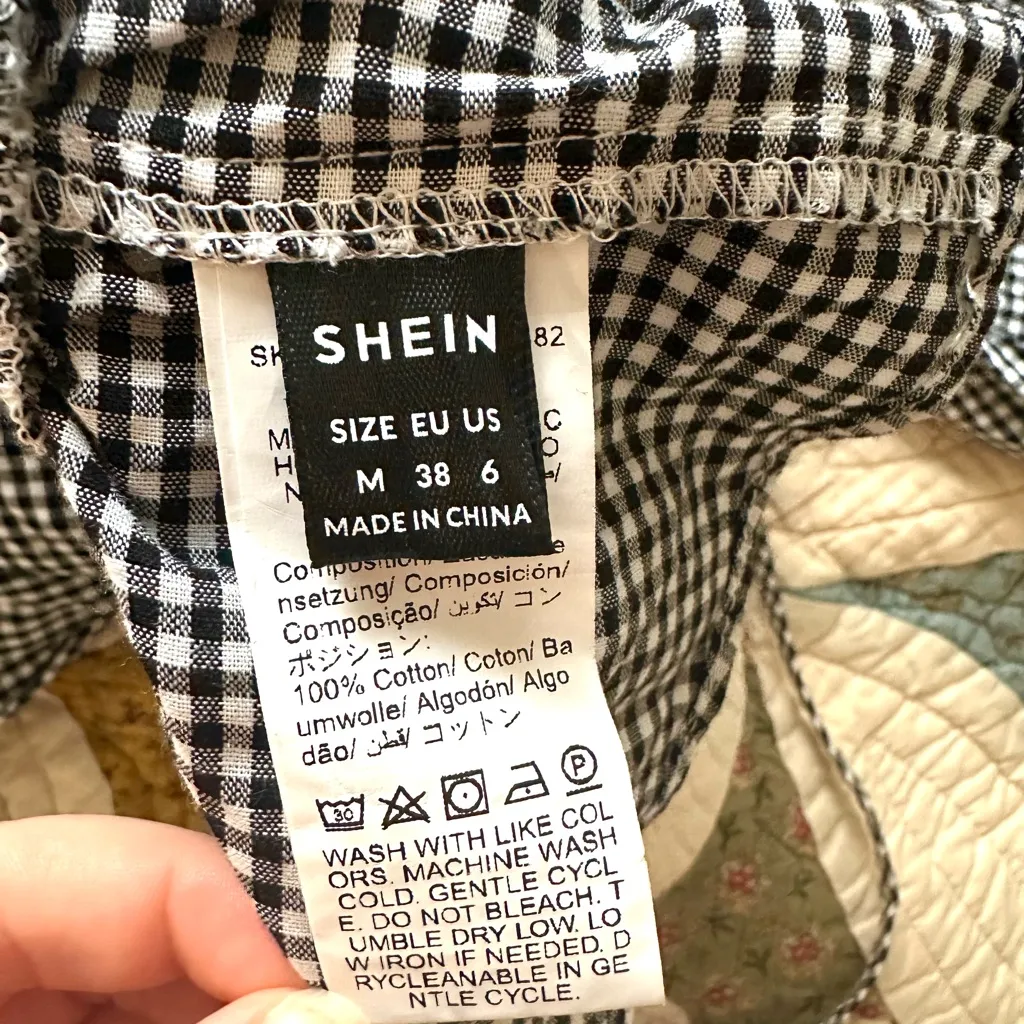 SHEIN
SIZE EU US
M 38 6
MADE IN CHINA
82
nsetzung/ Composición/
Composição/ تكوين/ コン
ポジション:
100% Cotton/ Coton/ Ba
umwolle/ Algodón/ Algo
dão/ قطن/ コットン
30
P
WASH WITH LIKE COL
ORS. MACHINE WASH
COLD. GENTLE CYCL
E. DO NOT BLEACH. T
UMBLE DRY LOW. LO
W IRON IF NEEDED. D
RYCLEANABLE IN GE
NTLE CYCLE.